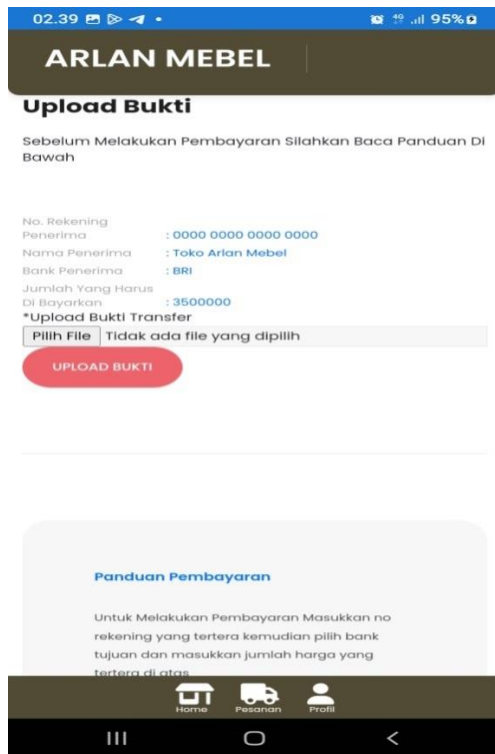 02.39
95%
ARLAN MEBEL
Upload Bukti
Sebelum Melakukan Pembayaran Silahkan Baca Panduan Di
Bawah
No. Rekening
Penerima : 0000 0000 0000 0000
Nama Penerima : Toko Arlan Mebel
Bank Penerima : BRI
Jumlah Yang Harus
Di Bayarkan : 3500000
*Upload Bukti Transfer
Pilih File Tidak ada file yang dipilih
UPLOAD BUKTI
Panduan Pembayaran
Untuk Melakukan Pembayaran Masukkan no
rekening yang tertera kemudian pilih bank
tujuan dan masukkan jumlah harga yang
tertera di atas
Home Pesanan Profil